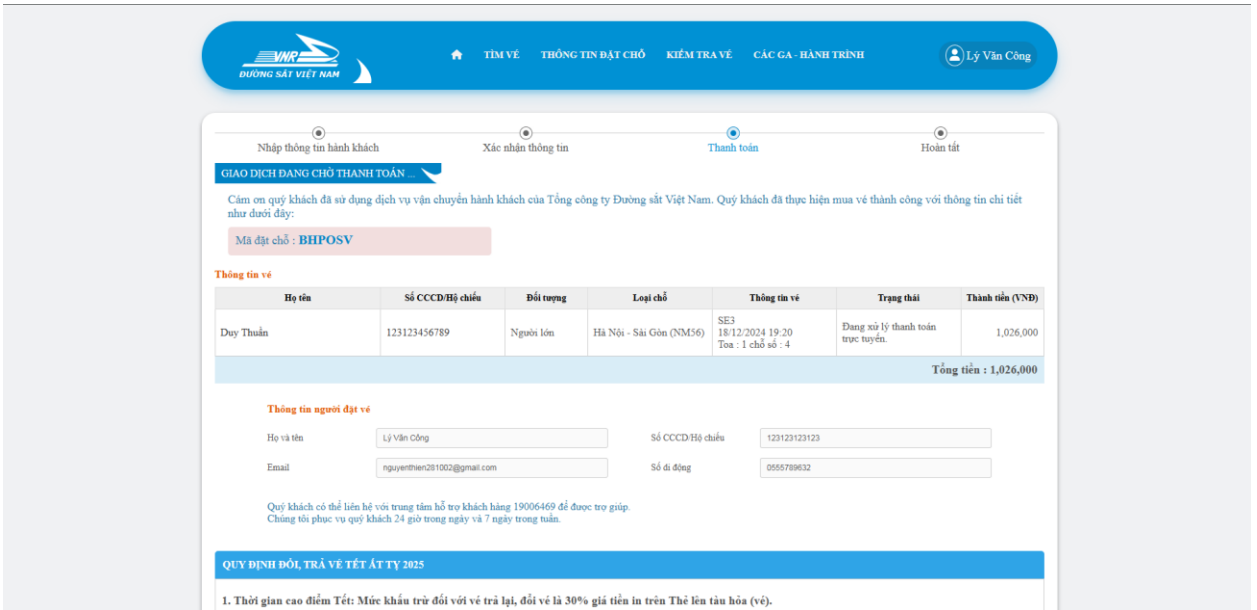 VNR
ĐƯỜNG SẮT VIỆT NAM
TÌM VÉ THÔNG TIN ĐẶT CHỖ KIỂM TRA VÉ CÁC GA - HÀNH TRÌNH
Lý Văn Công
Nhập thông tin hành khách Xác nhận thông tin Thanh toán Hoàn tất
GIAO DỊCH ĐANG CHỜ THANH TOÁN ...
Cảm ơn quý khách đã sử dụng dịch vụ vận chuyển hành khách của Tổng công ty Đường sắt Việt Nam. Quý khách đã thực hiện mua vé thành công với thông tin chi tiết
như dưới đây:
Mã đặt chỗ : BHPOSV
Thông tin vé
Họ tên Số CCCD/Hộ chiếu Đối tượng Loại chỗ Thông tin vé Trạng thái Thành tiền (VNĐ)
Duy Thuần 123123456789 Người lớn Hà Nội - Sài Gòn (NM56) SE3
18/12/2024 19:20
Toa : 1 chỗ số : 4
Đang xử lý thanh toán
trực tuyến.
1,026,000
Tổng tiền : 1,026,000
Thông tin người đặt vé
Họ và tên Lý Văn Công Số CCCD/Hộ chiếu 123123123123
Email nguyenthien281002@gmail.com Số di động 0555789632
Quý khách có thể liên hệ với trung tâm hỗ trợ khách hàng 19006469 để được trợ giúp.
Chúng tôi phục vụ quý khách 24 giờ trong ngày và 7 ngày trong tuần.
QUY ĐỊNH ĐỔI, TRẢ VÉ TẾT ẤT TỴ 2025
1. Thời gian cao điểm Tết: Mức khấu trừ đối với vé trả lại, đổi vé là 30% giá tiền in trên Thẻ lên tàu hỏa (vé).